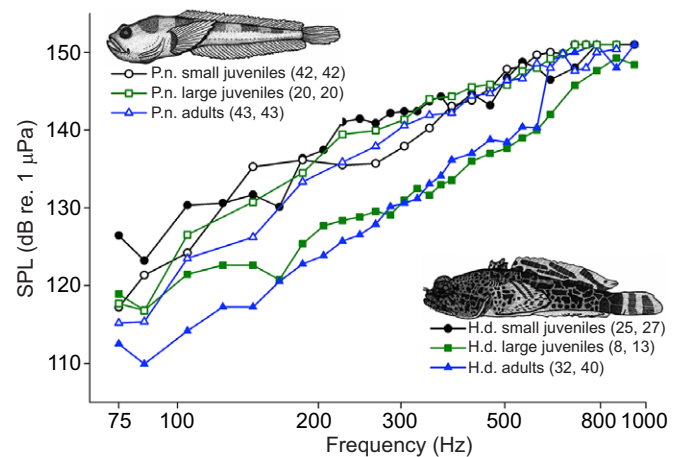 SPL (dB re. 1 μPa)
150
140
130
120
110
P.n. small juveniles (42, 42)
P.n. large juveniles (20, 20)
P.n. adults (43, 43)
H.d. small juveniles (25, 27)
H.d. large juveniles (8, 13)
H.d. adults (32, 40)
75 100 200 300 500 800 1000
Frequency (Hz)